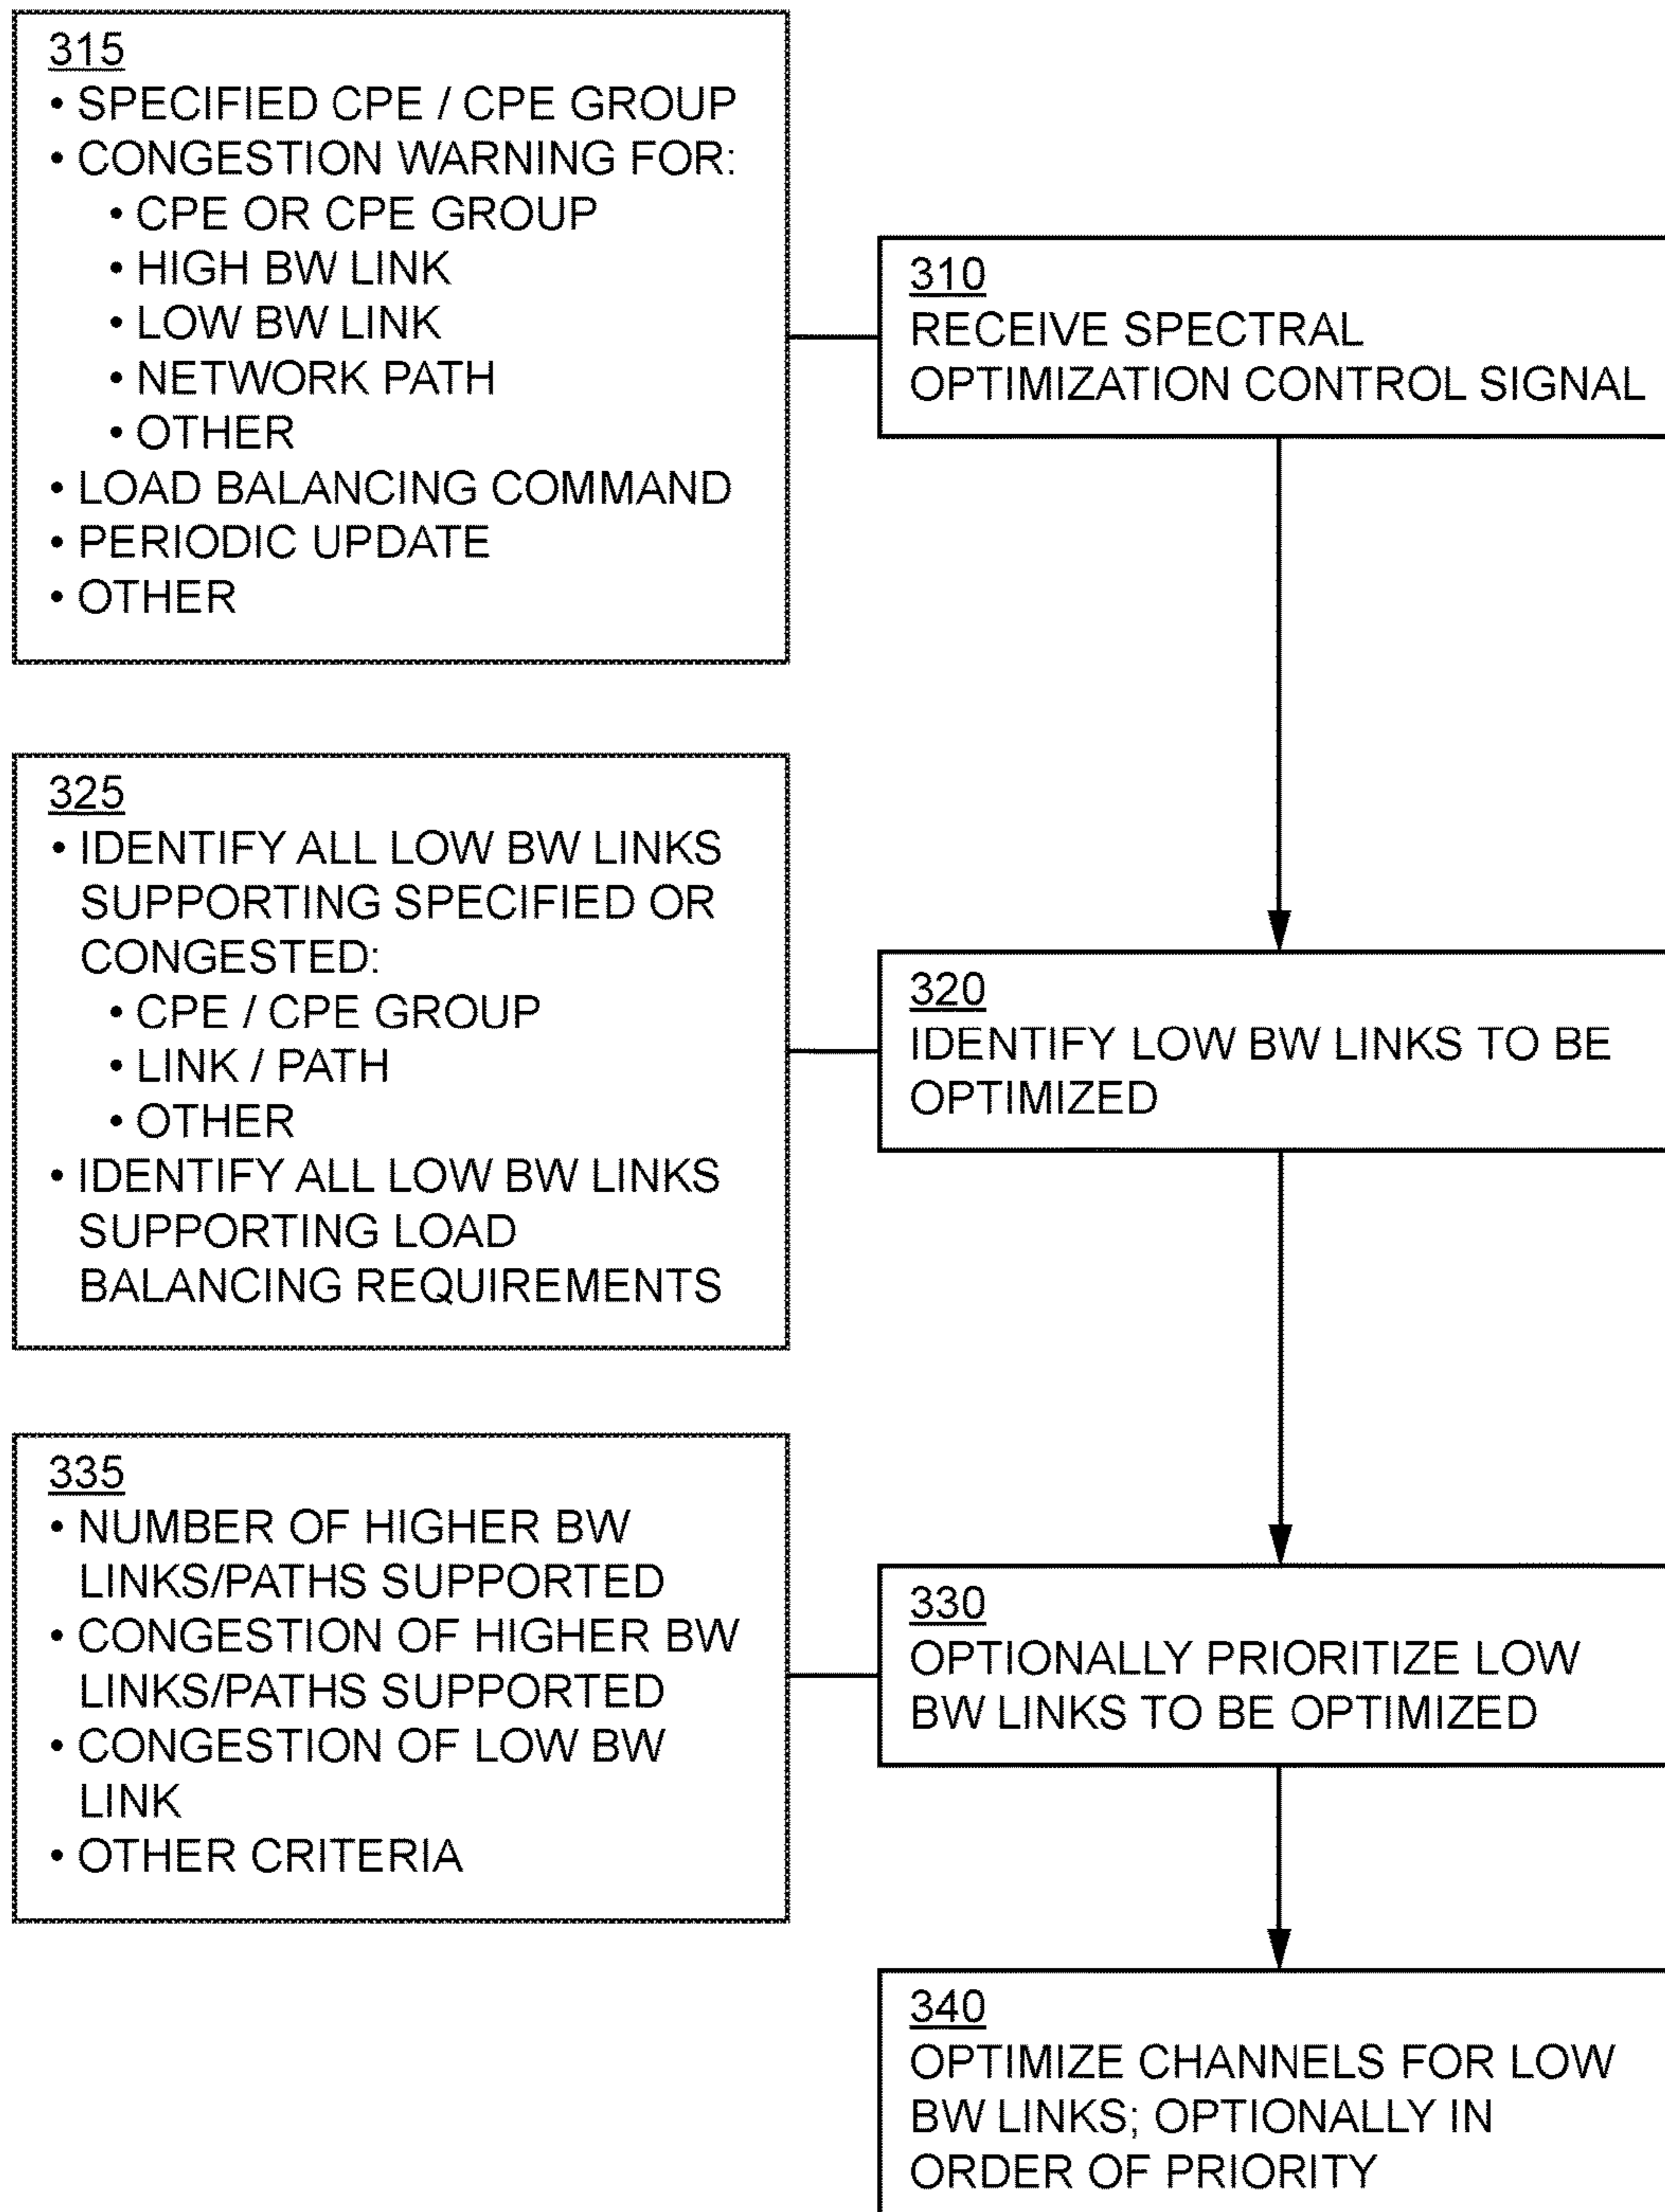 315
• SPECIFIED CPE / CPE GROUP
• CONGESTION WARNING FOR:
• CPE OR CPE GROUP
• HIGH BW LINK
• LOW BW LINK
• NETWORK PATH
• OTHER
• LOAD BALANCING COMMAND
• PERIODIC UPDATE
• OTHER
310
RECEIVE SPECTRAL
OPTIMIZATION CONTROL SIGNAL
325
• IDENTIFY ALL LOW BW LINKS
SUPPORTING SPECIFIED OR
CONGESTED:
• CPE / CPE GROUP
• LINK / PATH
• OTHER
• IDENTIFY ALL LOW BW LINKS
SUPPORTING LOAD
BALANCING REQUIREMENTS
320
IDENTIFY LOW BW LINKS TO BE
OPTIMIZED
335
• NUMBER OF HIGHER BW
LINKS/PATHS SUPPORTED
• CONGESTION OF HIGHER BW
LINKS/PATHS SUPPORTED
• CONGESTION OF LOW BW
LINK
• OTHER CRITERIA
330
OPTIONALLY PRIORITIZE LOW
BW LINKS TO BE OPTIMIZED
340
OPTIMIZE CHANNELS FOR LOW
BW LINKS; OPTIONALLY IN
ORDER OF PRIORITY